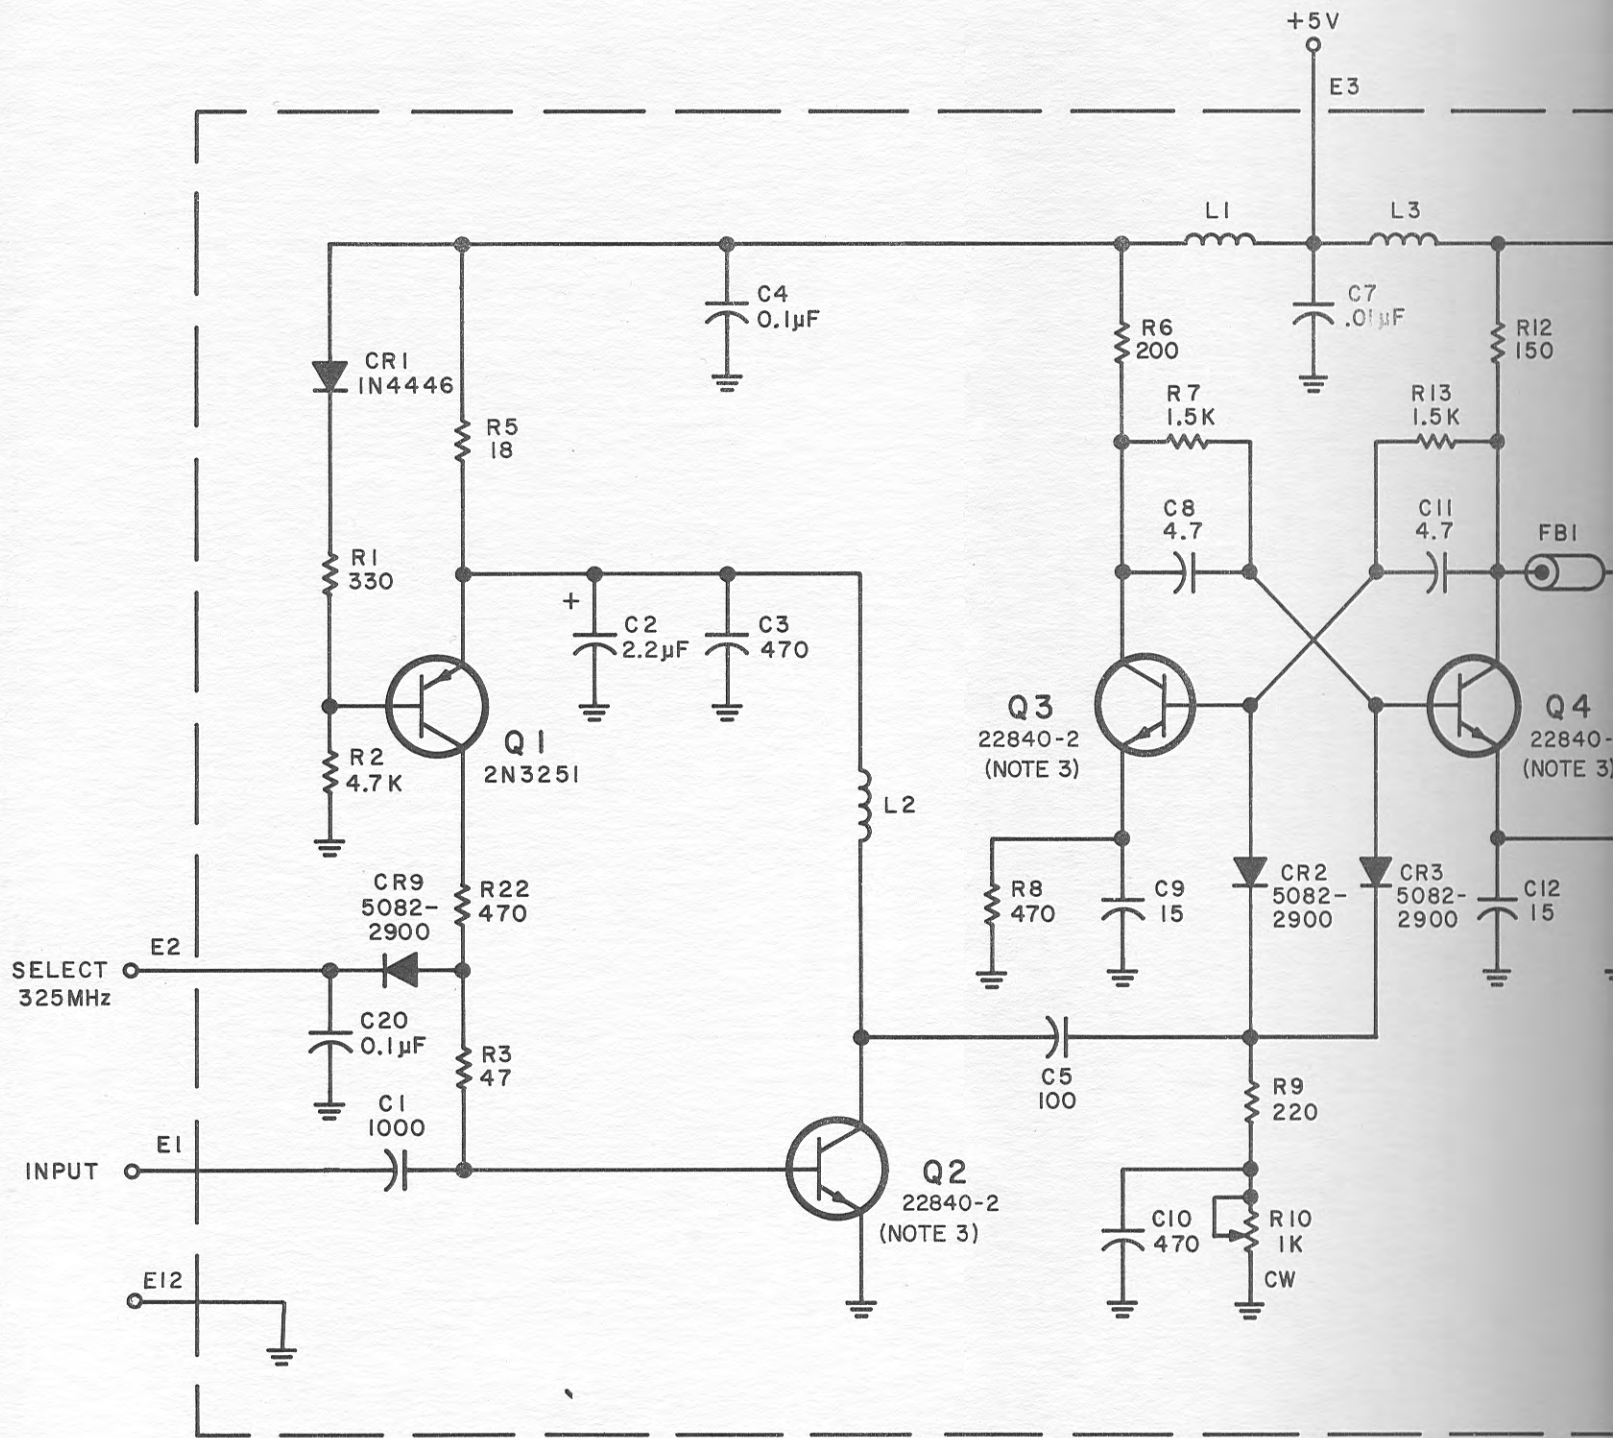 +5V
E3
L1
L3
C4
0.1µF
C7
.01µF
R6
200
R12
150
CR1
1N4446
R7
1.5K
R13
1.5K
R5
18
C8
4.7
C11
4.7
FB1
R1
330
+
C2
2.2µF
C3
470
Q3
22840-2
(NOTE 3)
Q4
22840-
(NOTE 3)
Q1
2N3251
R2
4.7K
L2
CR9
5082-
2900
R22
470
R8
470
C9
15
CR2
5082-
2900
CR3
5082-
2900
C12
15
E2
SELECT
325MHz
C20
0.1µF
R3
47
C5
100
R9
220
C1
1000
E1
INPUT
Q2
22840-2
(NOTE 3)
C10
470
R10
1K
CW
E12